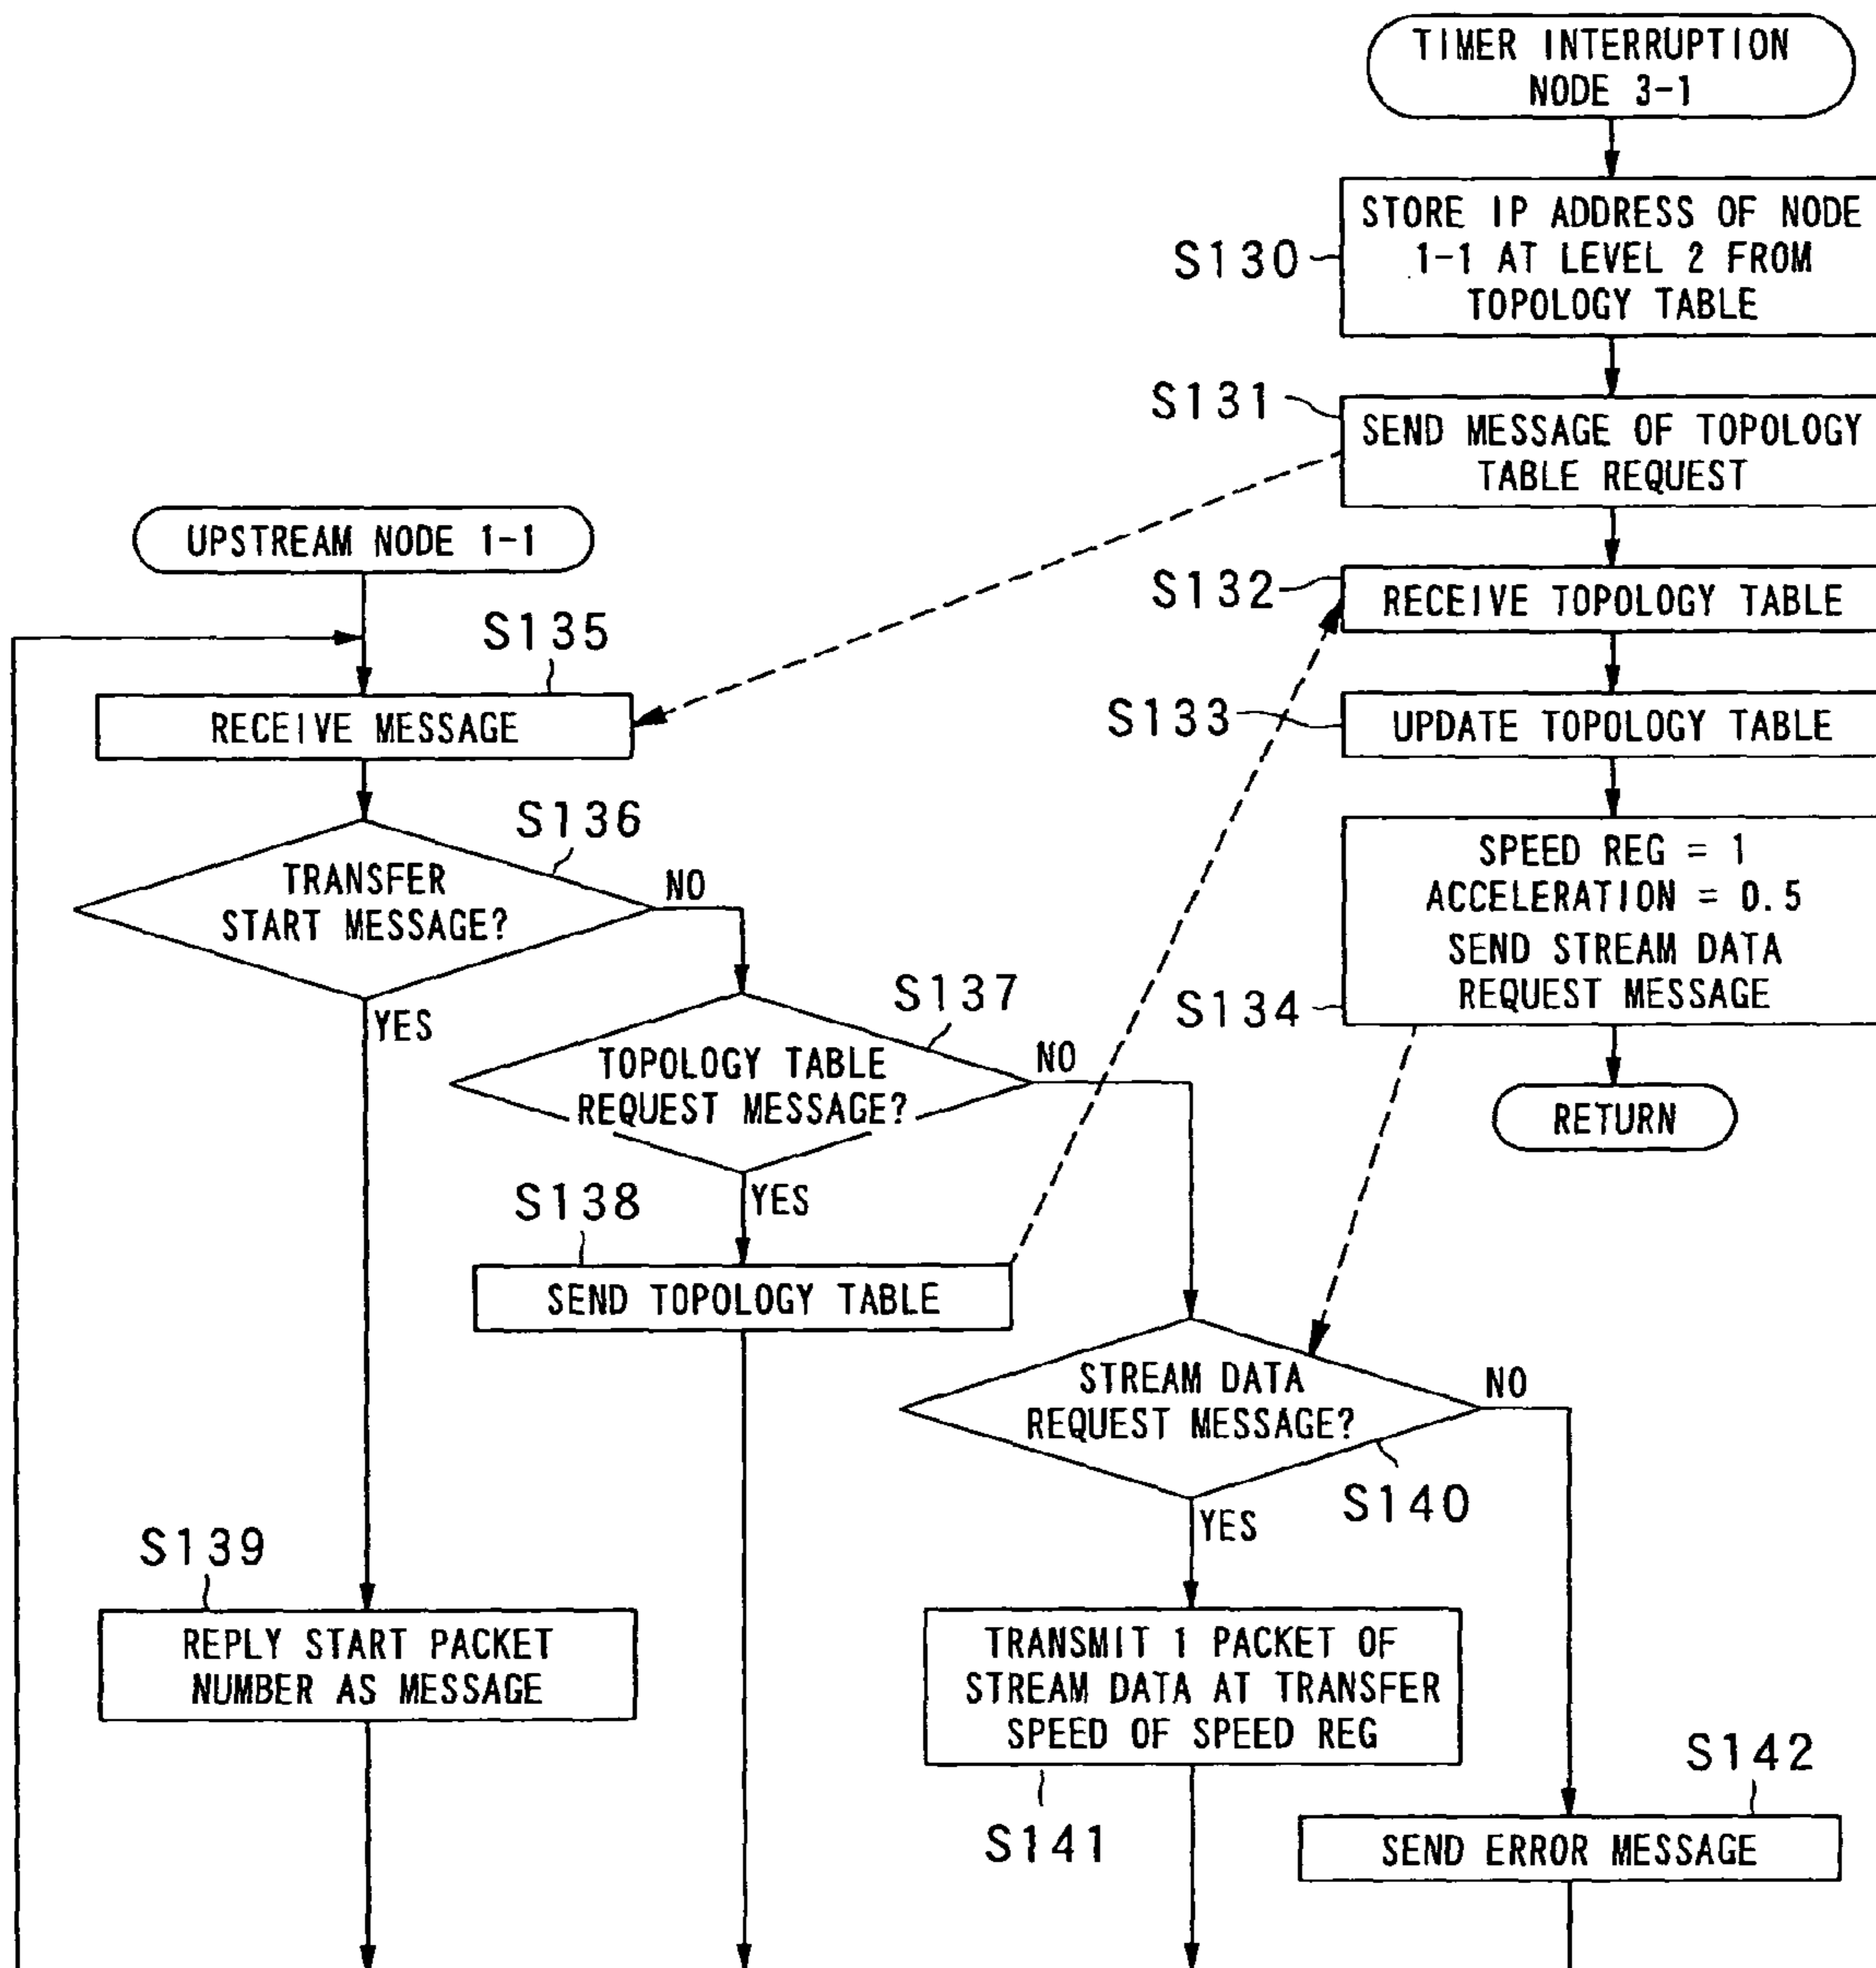 TIMER INTERRUPTION
NODE 3-1
S130
STORE IP ADDRESS OF NODE
1-1 AT LEVEL 2 FROM
TOPOLOGY TABLE
S131
SEND MESSAGE OF TOPOLOGY
TABLE REQUEST
S132
RECEIVE TOPOLOGY TABLE
S133
UPDATE TOPOLOGY TABLE
S134
SPEED REG = 1
ACCELERATION = 0.5
SEND STREAM DATA
REQUEST MESSAGE
RETURN
UPSTREAM NODE 1-1
S135
RECEIVE MESSAGE
S136
TRANSFER
START MESSAGE?
NO
YES
S137
TOPOLOGY TABLE
REQUEST MESSAGE?
NO
YES
S138
SEND TOPOLOGY TABLE
STREAM DATA
REQUEST MESSAGE?
NO
S140
YES
S139
REPLY START PACKET
NUMBER AS MESSAGE
TRANSMIT 1 PACKET OF
STREAM DATA AT TRANSFER
SPEED OF SPEED REG
S141
S142
SEND ERROR MESSAGE